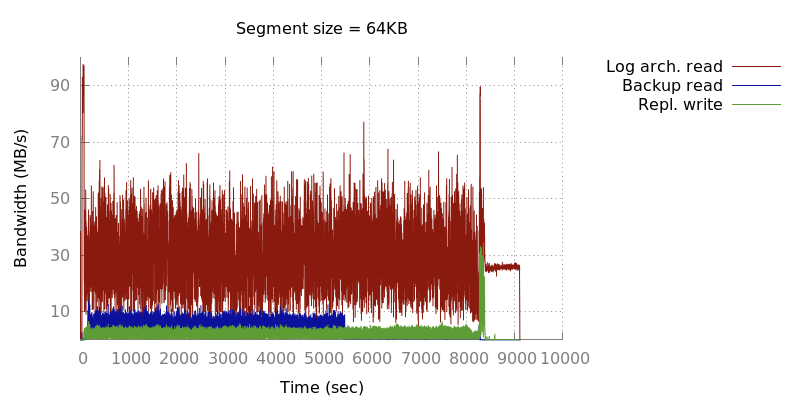 Segment size = 64KB
Log arch. read
Backup read
Repl. write
Bandwidth (MB/s)
90
70
50
30
10
0 1000 2000 3000 4000 5000 6000 7000 8000 9000 10000
Time (sec)